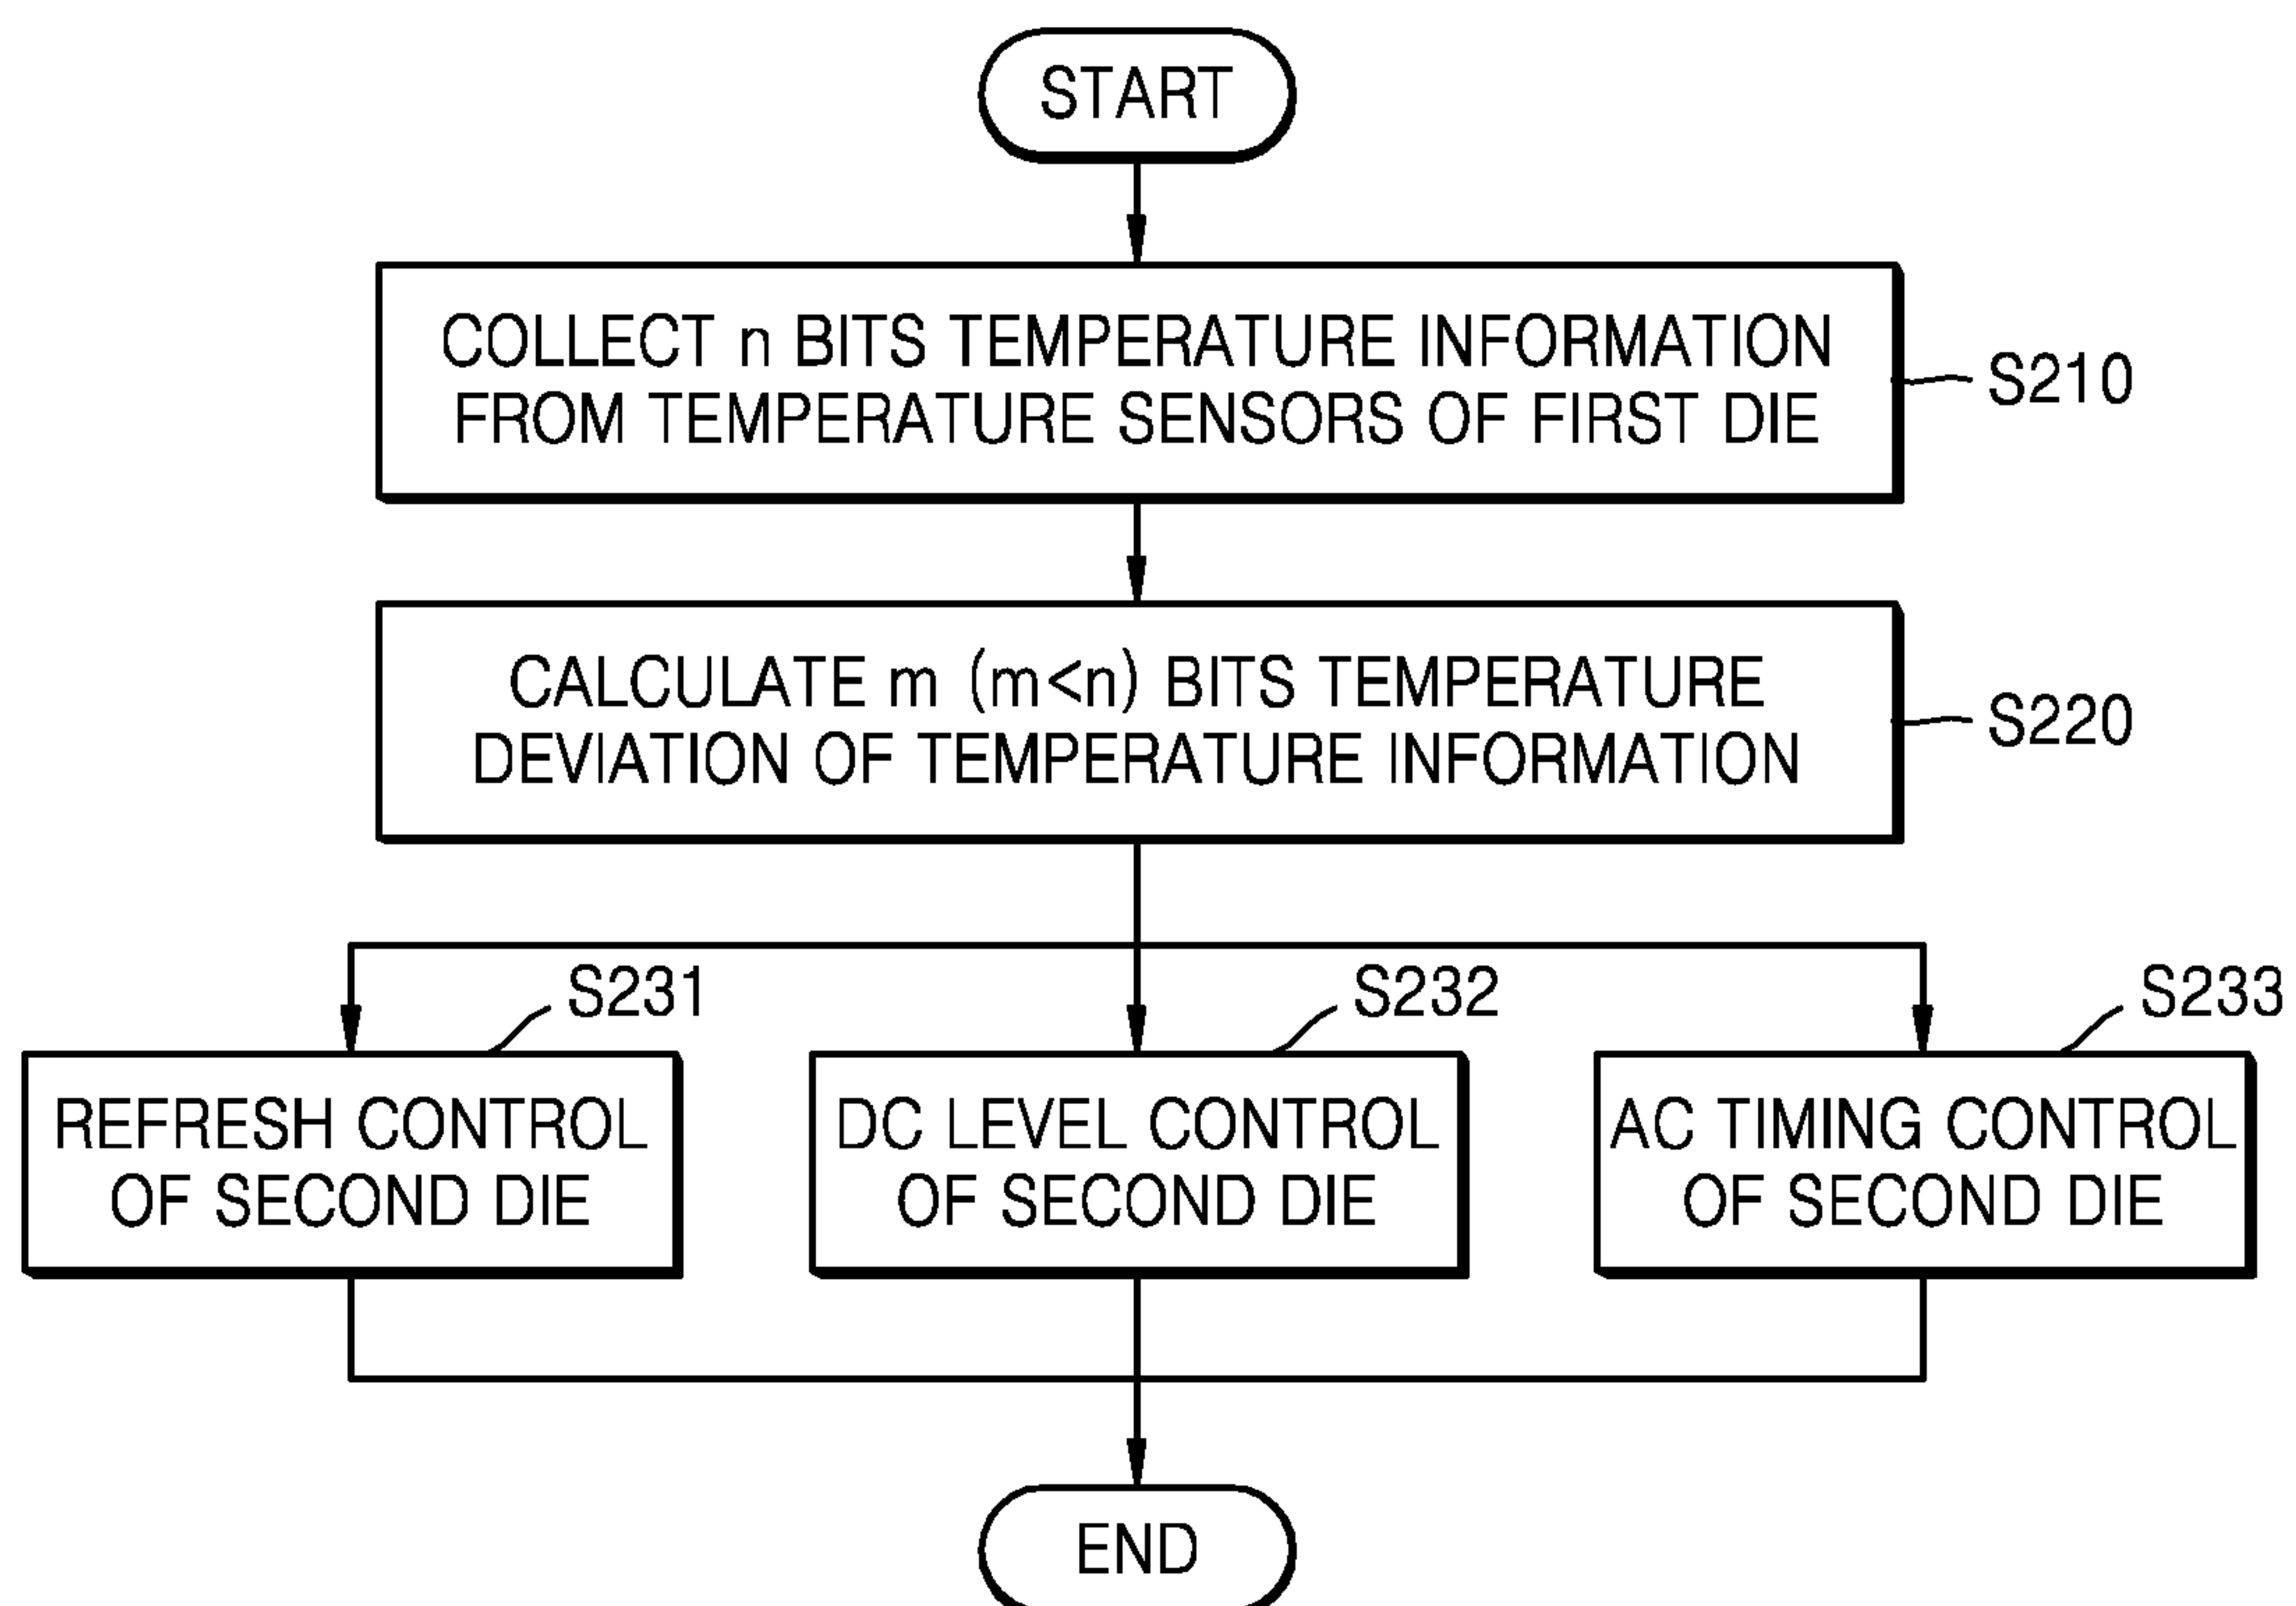 START
COLLECT n BITS TEMPERATURE INFORMATION
FROM TEMPERATURE SENSORS OF FIRST DIE
S210
CALCULATE m (m<n) BITS TEMPERATURE
DEVIATION OF TEMPERATURE INFORMATION
S220
S231
REFRESH CONTROL
OF SECOND DIE
S232
DC LEVEL CONTROL
OF SECOND DIE
S233
AC TIMING CONTROL
OF SECOND DIE
END